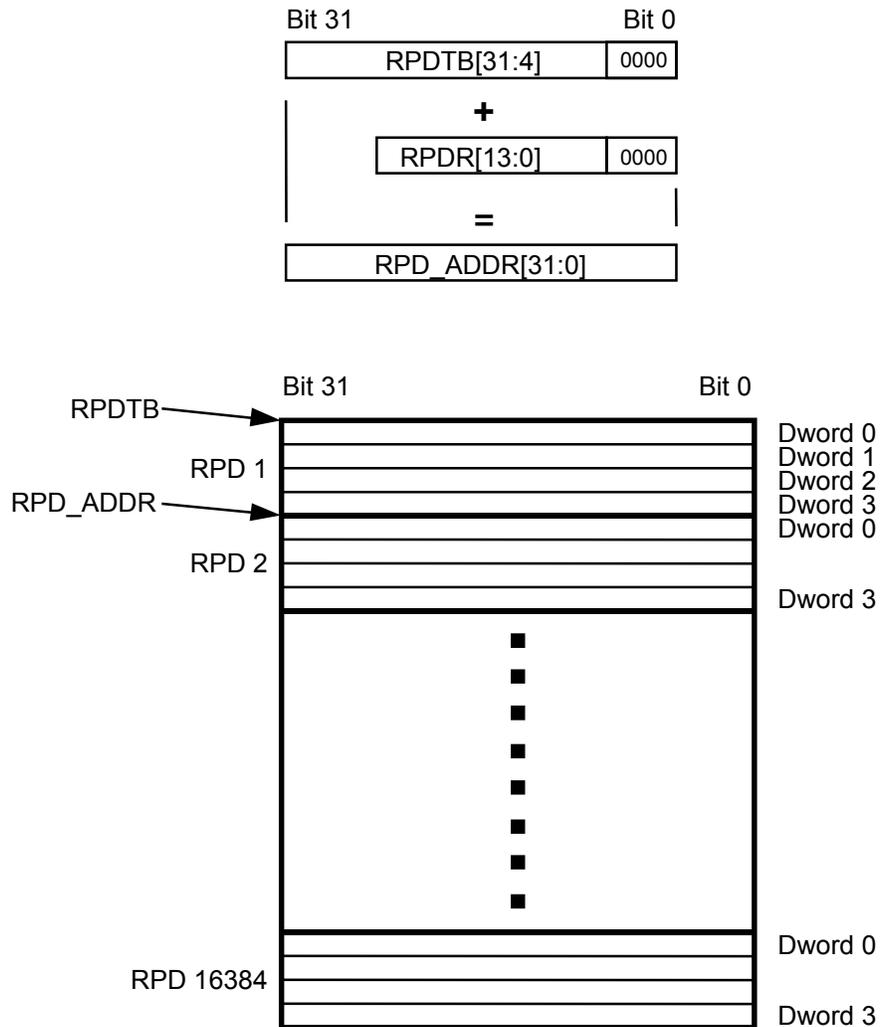 Bit 31 Bit 0
RPDTB[31:4] 0000
+
RPDR[13:0] 0000
=
RPD_ADDR[31:0]
Bit 31 Bit 0
RPDTB
Dword 0
Dword 1
RPD 1
Dword 2
RPD_ADDR
Dword 3
Dword 0
RPD 2
Dword 3
Dword 0
RPD 16384
Dword 3